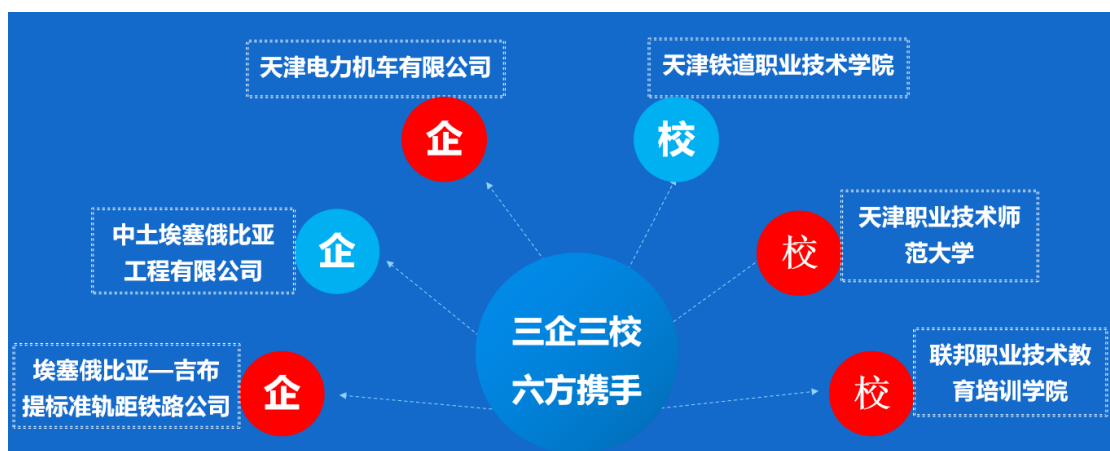 天津电力机车有限公司
天津铁道职业技术学院
企
校
中土埃塞俄比亚
工程有限公司
企
校
天津职业技术师
范大学
三企三校
六方携手
埃塞俄比亚—吉布
提标准轨距铁路公司
企
校
联邦职业技术教
育培训学院